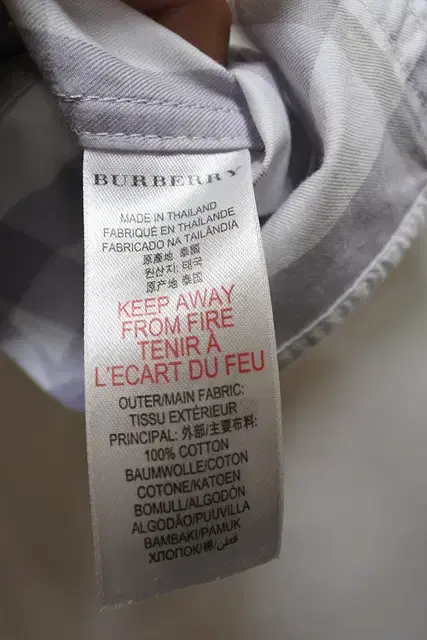 BURBERRY
MADE IN THAILAND
FABRIQUÉ EN THAÏLANDE
FABRICADO NA TAILÂNDIA
原產地 泰國
원산지: 태국
原产地 泰國
KEEP AWAY
FROM FIRE
TENIR À
L'ECART DU FEU
OUTER/MAIN FABRIC:
TISSU EXTÉRIEUR
PRINCIPAL: 外部/主要布料:
100% COTTON
BAUMWOLLE/COTON
COTONE/KATOEN
BOMULL/ALGODÓN
ALGODÃO/PUUVILLA
BAMBAKI/PAMUK
ХЛОПОК/棉/قطن